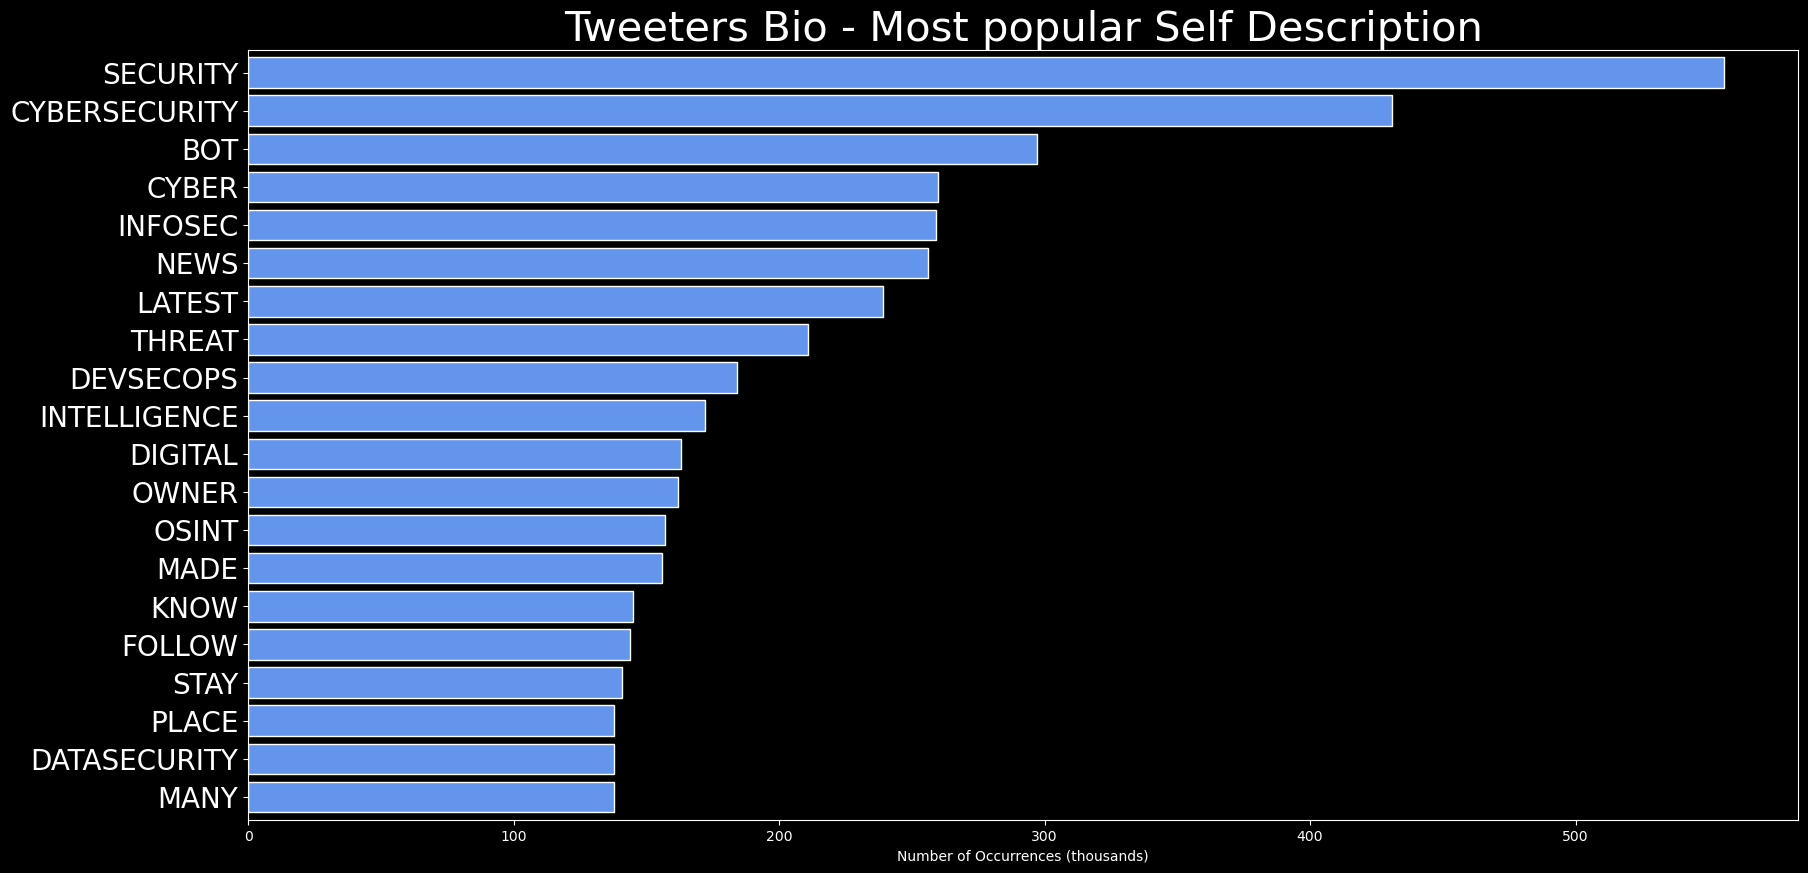 Tweeters Bio - Most popular Self Description
SECURITY
CYBERSECURITY
BOT
CYBER
INFOSEC
NEWS
LATEST
THREAT
DEVSECOPS
INTELLIGENCE
DIGITAL
OWNER
OSINT
MADE
KNOW
FOLLOW
STAY
PLACE
DATASECURITY
MANY
0 100 200 300 400 500
Number of Occurrences (thousands)